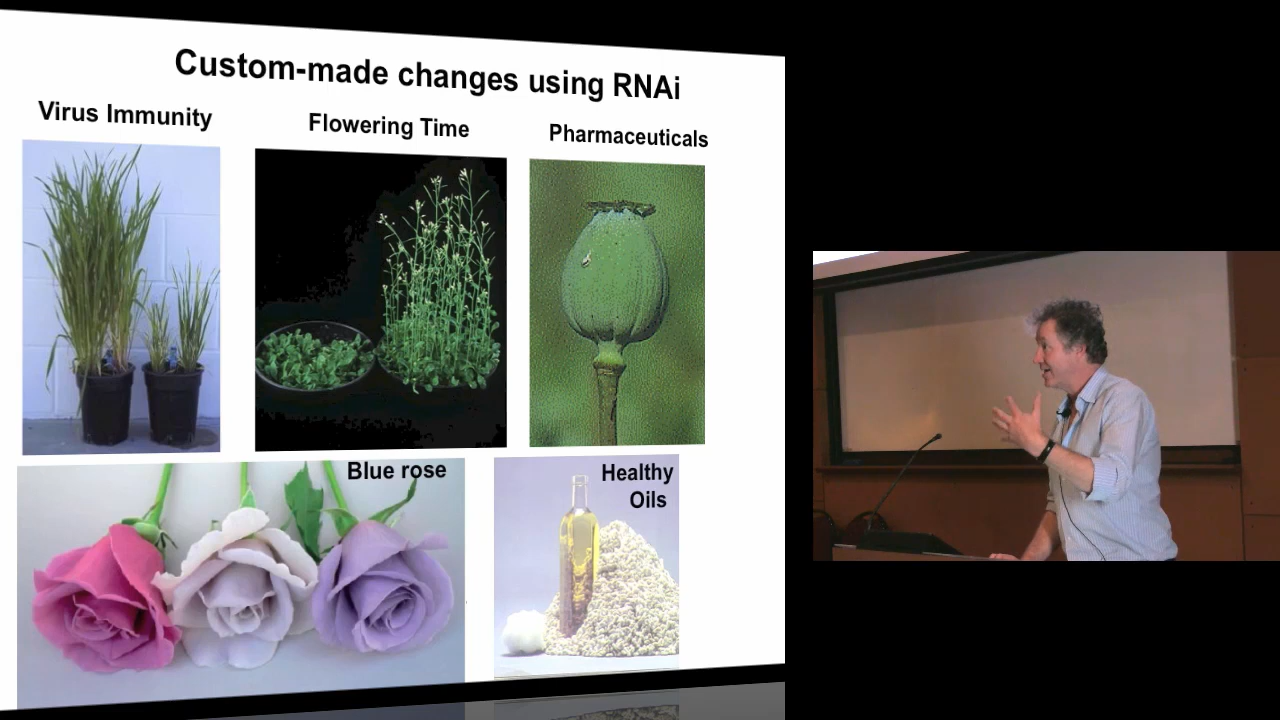 Custom-made changes using RNAi
Virus Immunity
Flowering Time
Pharmaceuticals
Blue rose
Healthy
Oils